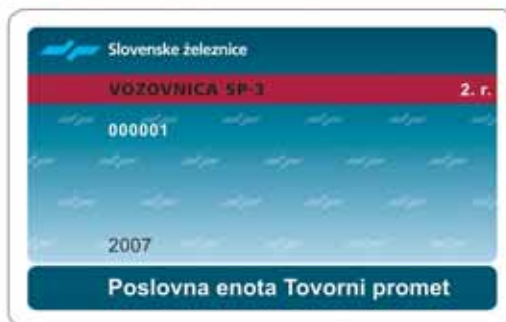 Slovenske železnice
VOZOVNICA SP-3 2. r.
000001
2007
Poslovna enota Tovorni promet